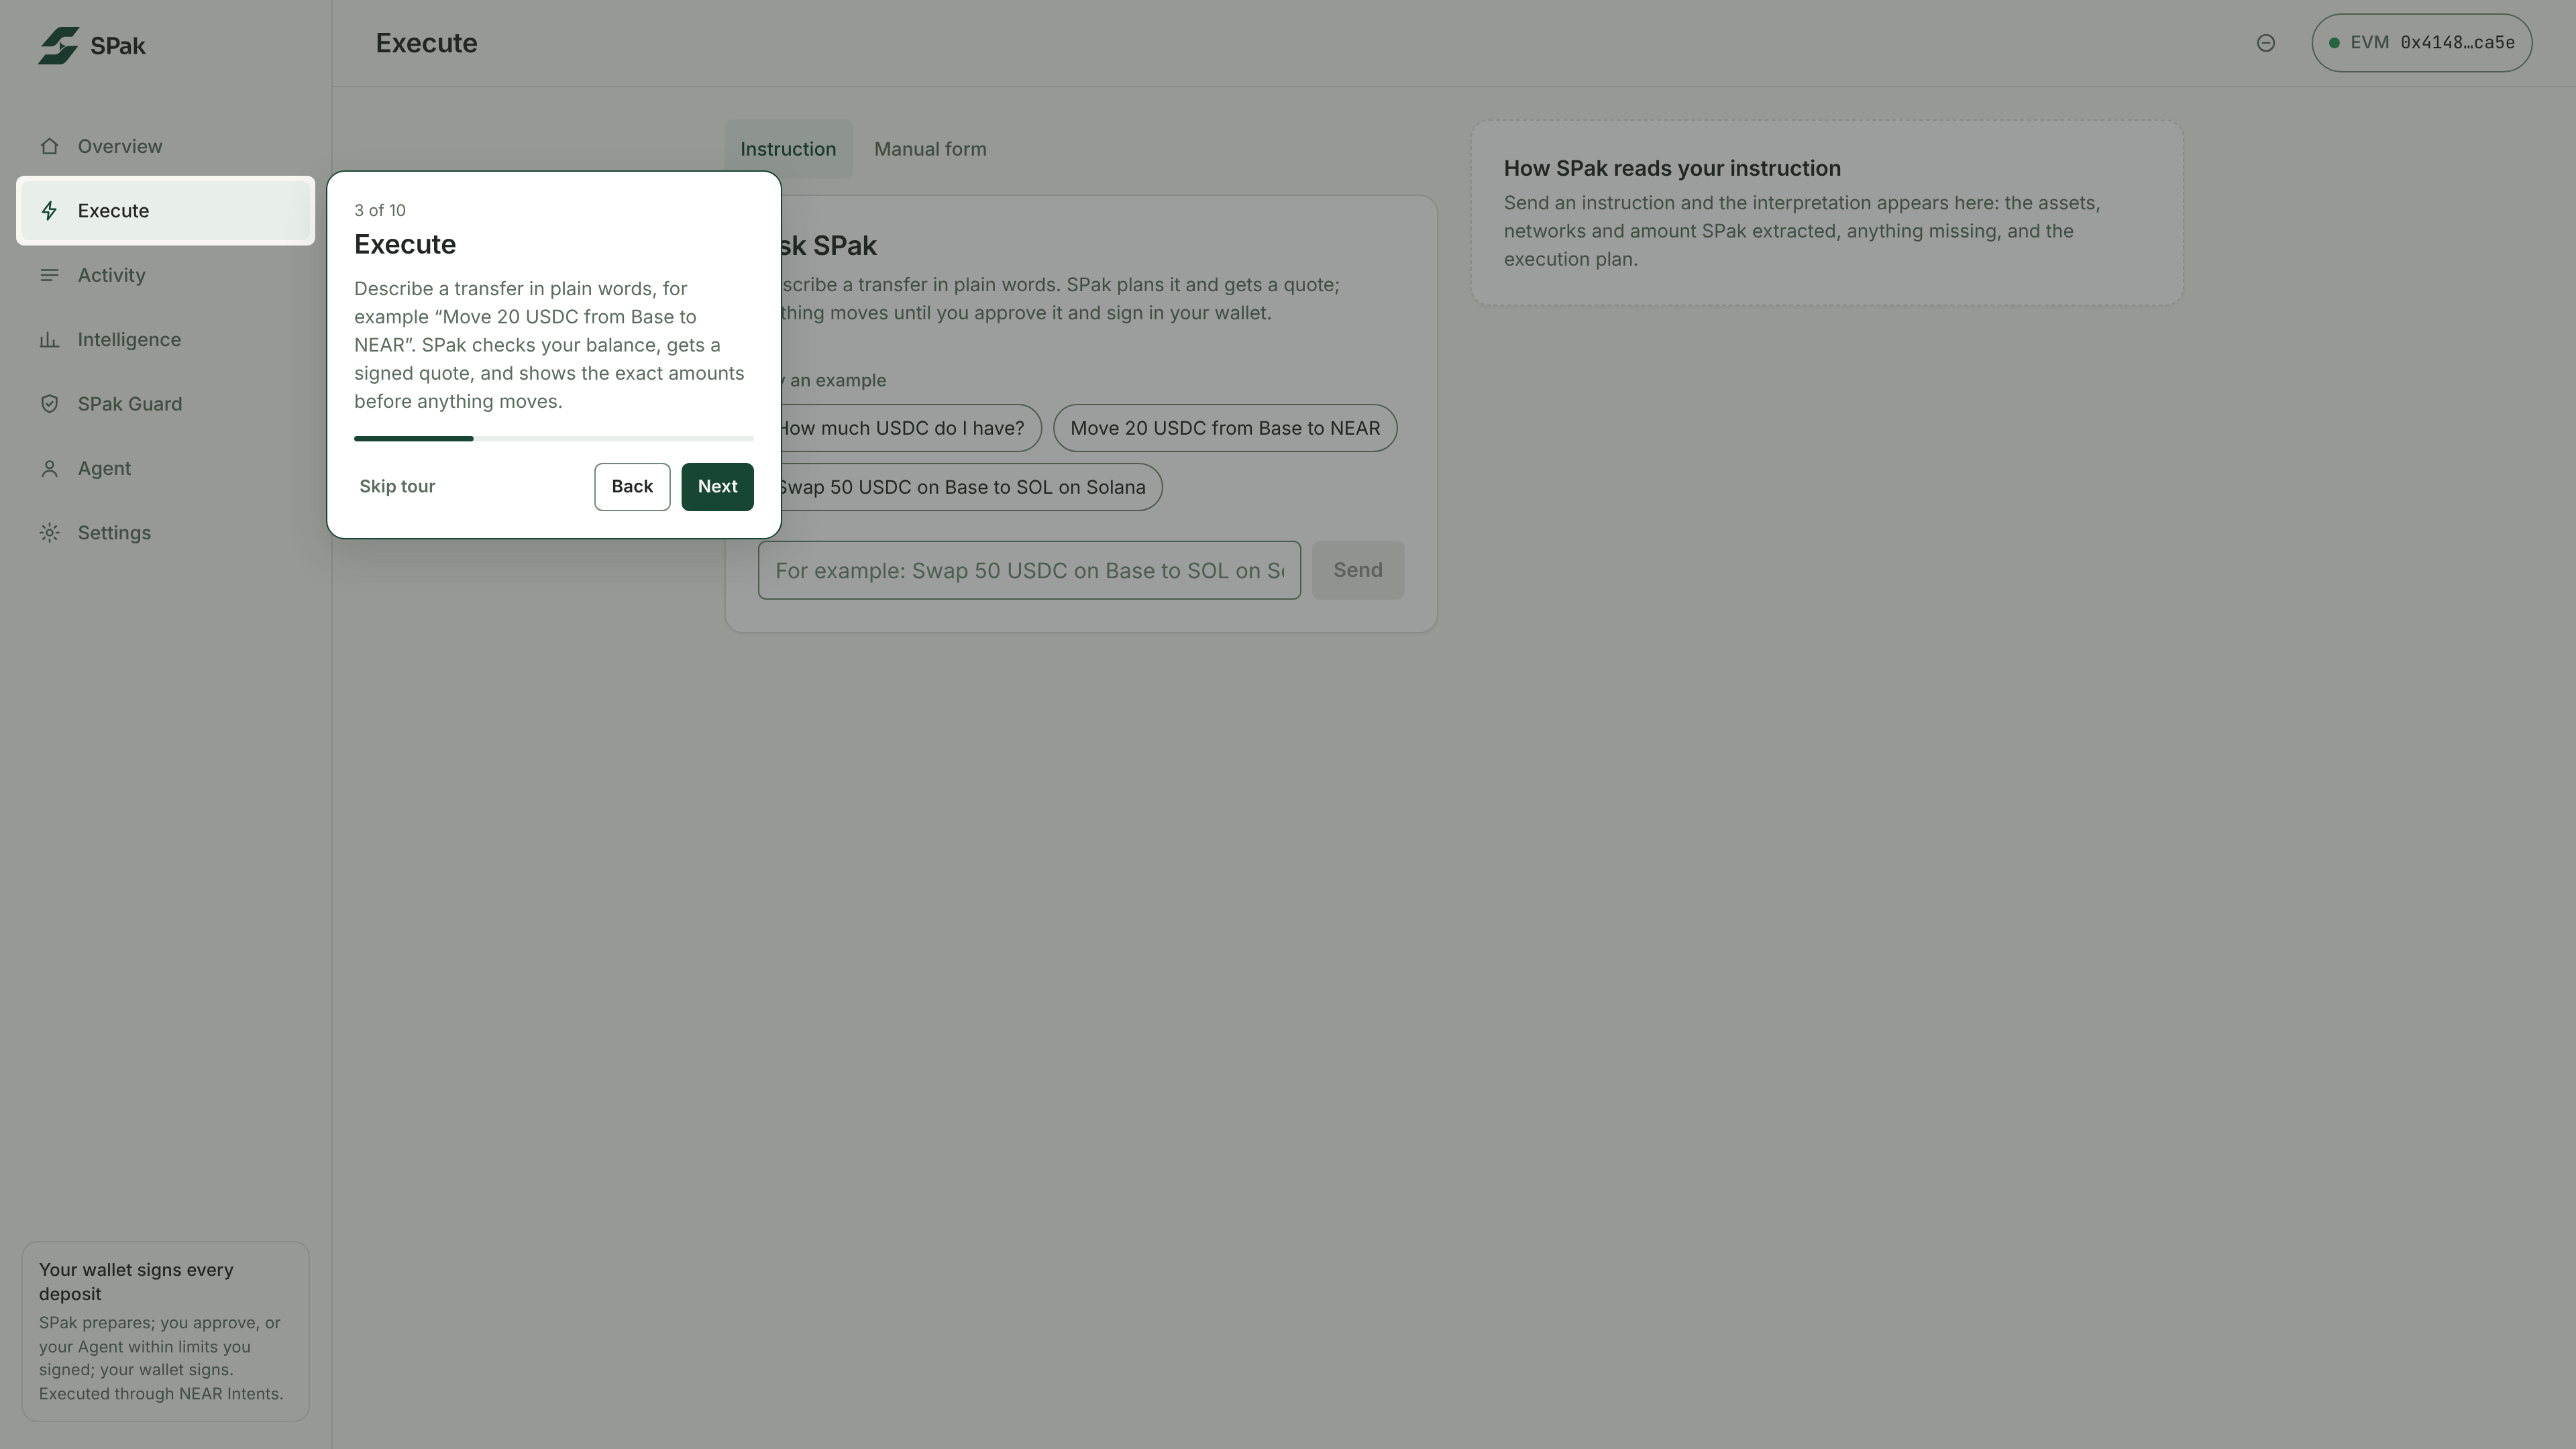 SPak
Execute
EVM 0x4148…ca5e
Overview
Execute
Activity
Intelligence
SPak Guard
Agent
Settings
3 of 10
Execute
Describe a transfer in plain words, for
example “Move 20 USDC from Base to
NEAR”. SPak checks your balance, gets a
signed quote, and shows the exact amounts
before anything moves.
Skip tour
Back
Next
Instruction
Manual form
SPak
a transfer in plain words. SPak plans it and gets a quote;
moves until you approve it and sign in your wallet.
an example
How much USDC do I have?
Move 20 USDC from Base to NEAR
Swap 50 USDC on Base to SOL on Solana
For example: Swap 50 USDC on Base to SOL on
Send
How SPak reads your instruction
Send an instruction and the interpretation appears here: the assets,
networks and amount SPak extracted, anything missing, and the
execution plan.
Your wallet signs every
deposit
SPak prepares; you approve, or
your Agent within limits you
signed; your wallet signs.
Executed through NEAR Intents.